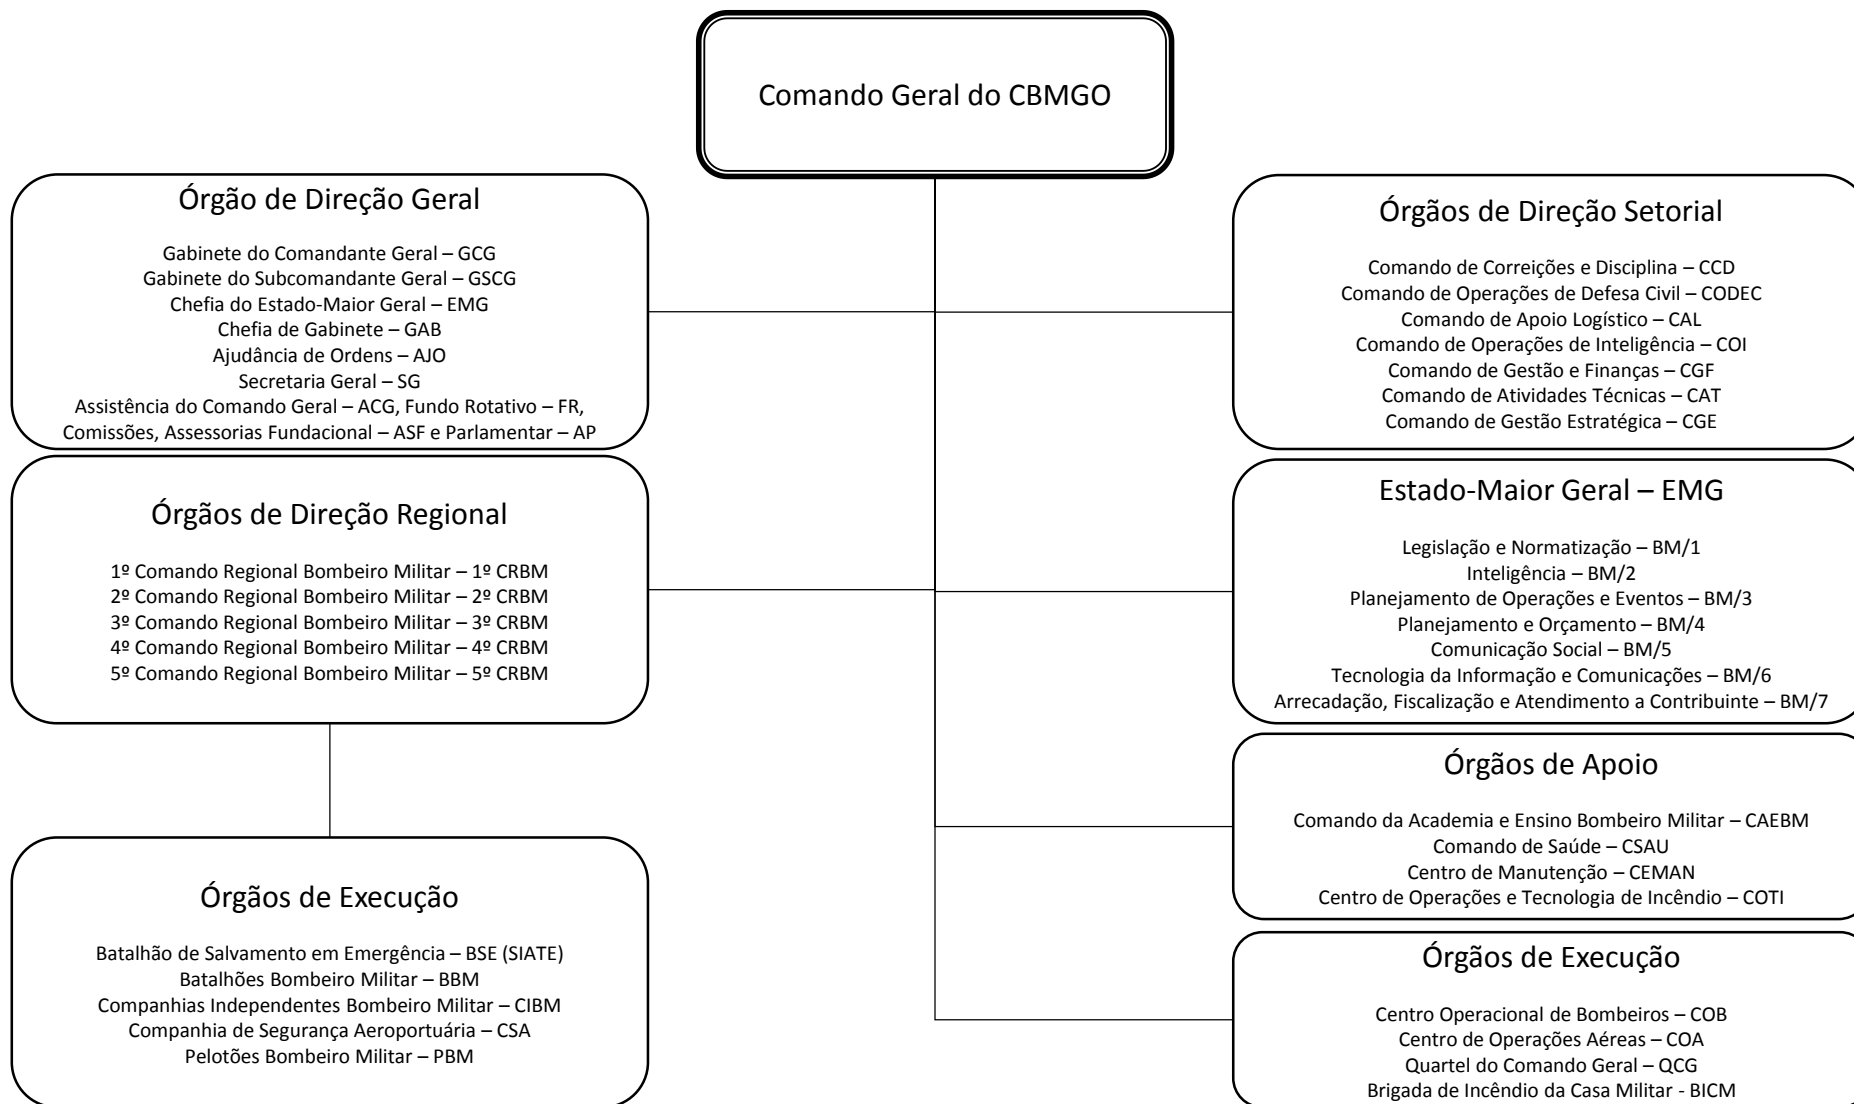 Comando Geral do CBMGO
Órgão de Direção Geral
Gabinete do Comandante Geral – GCG
Gabinete do Subcomandante Geral – GSCG
Chefia do Estado-Maior Geral – EMG
Chefia de Gabinete – GAB
Ajudância de Ordens – AJO
Secretaria Geral – SG
Assistência do Comando Geral – ACG, Fundo Rotativo – FR,
Comissões, Assessorias Fundacional – ASF e Parlamentar – AP
Órgãos de Direção Setorial
Comando de Correições e Disciplina – CCD
Comando de Operações de Defesa Civil – CODEC
Comando de Apoio Logístico – CAL
Comando de Operações de Inteligência – COI
Comando de Gestão e Finanças – CGF
Comando de Atividades Técnicas – CAT
Comando de Gestão Estratégica – CGE
Órgãos de Direção Regional
1º Comando Regional Bombeiro Militar – 1º CRBM
2º Comando Regional Bombeiro Militar – 2º CRBM
3º Comando Regional Bombeiro Militar – 3º CRBM
4º Comando Regional Bombeiro Militar – 4º CRBM
5º Comando Regional Bombeiro Militar – 5º CRBM
Estado-Maior Geral – EMG
Legislação e Normatização – BM/1
Inteligência – BM/2
Planejamento de Operações e Eventos – BM/3
Planejamento e Orçamento – BM/4
Comunicação Social – BM/5
Tecnologia da Informação e Comunicações – BM/6
Arrecadação, Fiscalização e Atendimento a Contribuinte – BM/7
Órgãos de Apoio
Comando da Academia e Ensino Bombeiro Militar – CAEBM
Comando de Saúde – CSAU
Centro de Manutenção – CEMAN
Centro de Operações e Tecnologia de Incêndio – COTI
Órgãos de Execução
Batalhão de Salvamento em Emergência – BSE (SIATE)
Batalhões Bombeiro Militar – BBM
Companhias Independentes Bombeiro Militar – CIBM
Companhia de Segurança Aeroportuária – CSA
Pelotões Bombeiro Militar – PBM
Órgãos de Execução
Centro Operacional de Bombeiros – COB
Centro de Operações Aéreas – COA
Quartel do Comando Geral – QCG
Brigada de Incêndio da Casa Militar - BICM